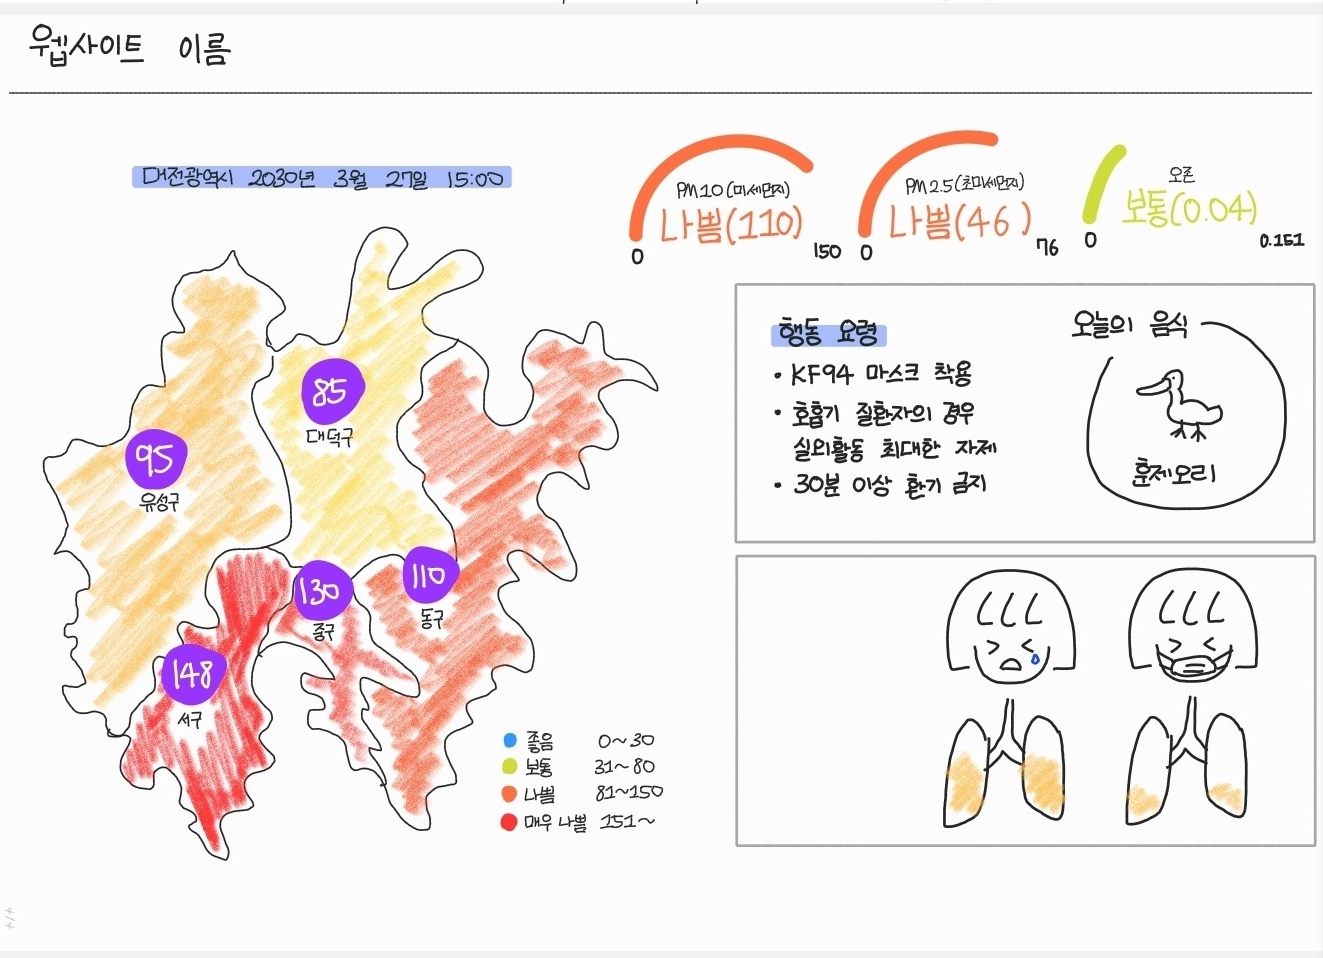 웹사이트 이름
대전광역시 2030년 3월 27일 15:00
PM10 (미세먼지)
나쁨(110)
0
150
PM 2.5 (초미세먼지)
나쁨(46)
0
76
오존
보통(0.04)
0
0.151
95
유성구
85
대덕구
130
중구
110
동구
148
서구
좋음 0~30
보통 31~80
나쁨 81~150
매우 나쁨 151~
행동 요령
• KF94 마스크 착용
• 호흡기 질환자의 경우
실외활동 최대한 자제
• 30분 이상 환기 금지
오늘의 음식
훈제오리